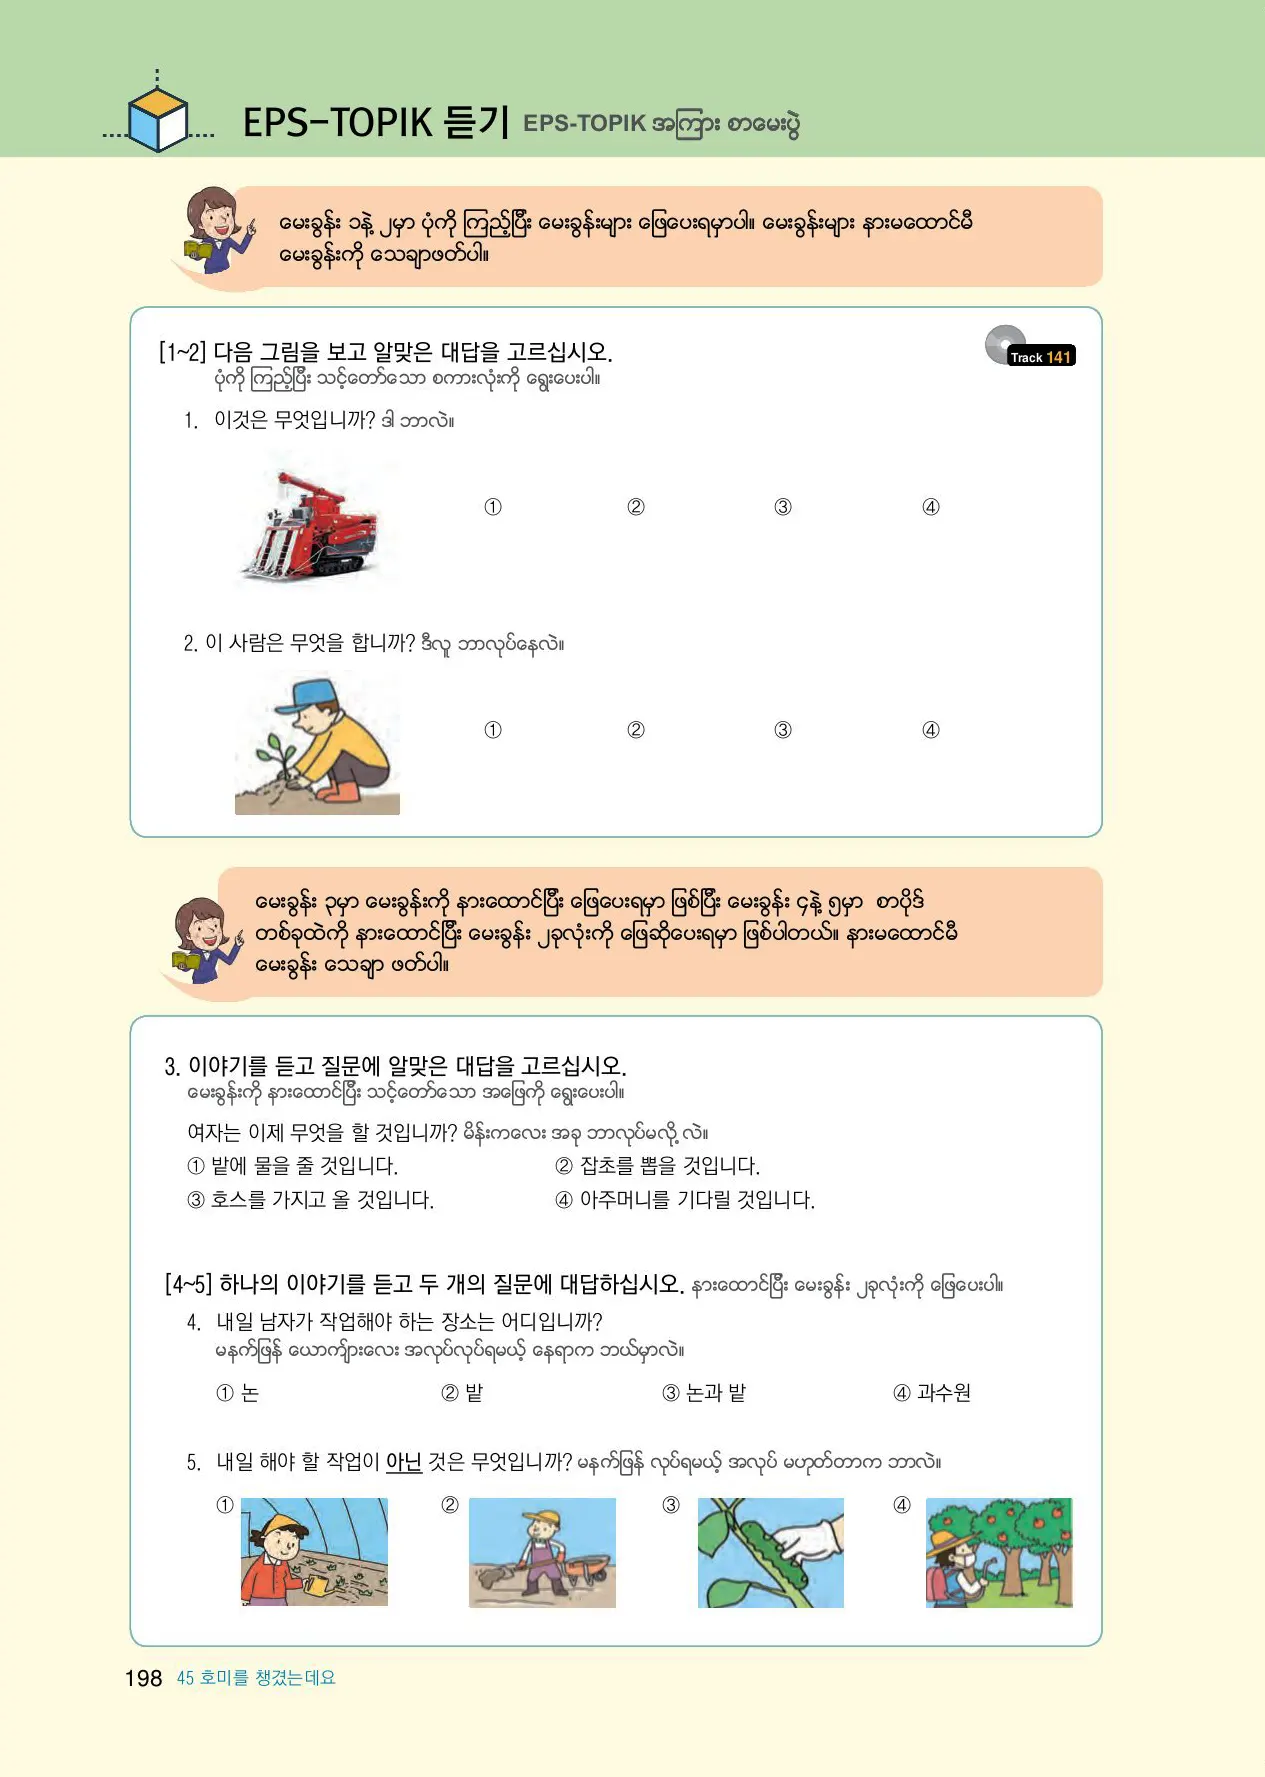 EPS-TOPIK 듣기 EPS-TOPIK အကြား စာမေးပွဲ
မေးခွန်း ၁နဲ့ ၂မှာ ပုံကို ကြည့်ပြီး မေးခွန်းများ ဖြေပေးရမှာပါ။ မေးခွန်းများ နားမထောင်မီ
မေးခွန်းကို သေချာဖတ်ပါ။
[1~2] 다음 그림을 보고 알맞은 대답을 고르십시오.
Track 141
ပုံကို ကြည့်ပြီး သင့်တော်သော စကားလုံးကို ရွေးပေးပါ။
1. 이것은 무엇입니까? ဒါ ဘာလဲ။
① ② ③ ④
2. 이 사람은 무엇을 합니까? ဒီလူ ဘာလုပ်နေလဲ။
① ② ③ ④
မေးခွန်း ၃မှာ မေးခွန်းကို နားထောင်ပြီး ဖြေပေးရမှာ ဖြစ်ပြီး မေးခွန်း ၄နဲ့ ၅မှာ စာပိုဒ်
တစ်ခုထဲကို နားထောင်ပြီး မေးခွန်း ၂ခုလုံးကို ဖြေဆိုပေးရမှာ ဖြစ်ပါတယ်။ နားမထောင်မီ
မေးခွန်း သေချာ ဖတ်ပါ။
3. 이야기를 듣고 질문에 알맞은 대답을 고르십시오.
မေးခွန်းကို နားထောင်ပြီး သင့်တော်သော အဖြေကို ရွေးပေးပါ။
여자는 이제 무엇을 할 것입니까? မိန်းကလေး အခု ဘာလုပ်မလို့ လဲ။
① 밭에 물을 줄 것입니다. ② 잡초를 뽑을 것입니다.
③ 호스를 가지고 올 것입니다. ④ 아주머니를 기다릴 것입니다.
[4~5] 하나의 이야기를 듣고 두 개의 질문에 대답하십시오. နားထောင်ပြီး မေးခွန်း ၂ခုလုံးကို ဖြေပေးပါ။
4. 내일 남자가 작업해야 하는 장소는 어디입니까?
မနက်ဖြန် ယောကျ်ားလေး အလုပ်လုပ်ရမယ့် နေရာက ဘယ်မှာလဲ။
① 논 ② 밭 ③ 논과 밭 ④ 과수원
5. 내일 해야 할 작업이 아닌 것은 무엇입니까? မနက်ဖြန် လုပ်ရမယ့် အလုပ် မဟုတ်တာက ဘာလဲ။
① ② ③ ④
198 45 호미를 챙겼는데요